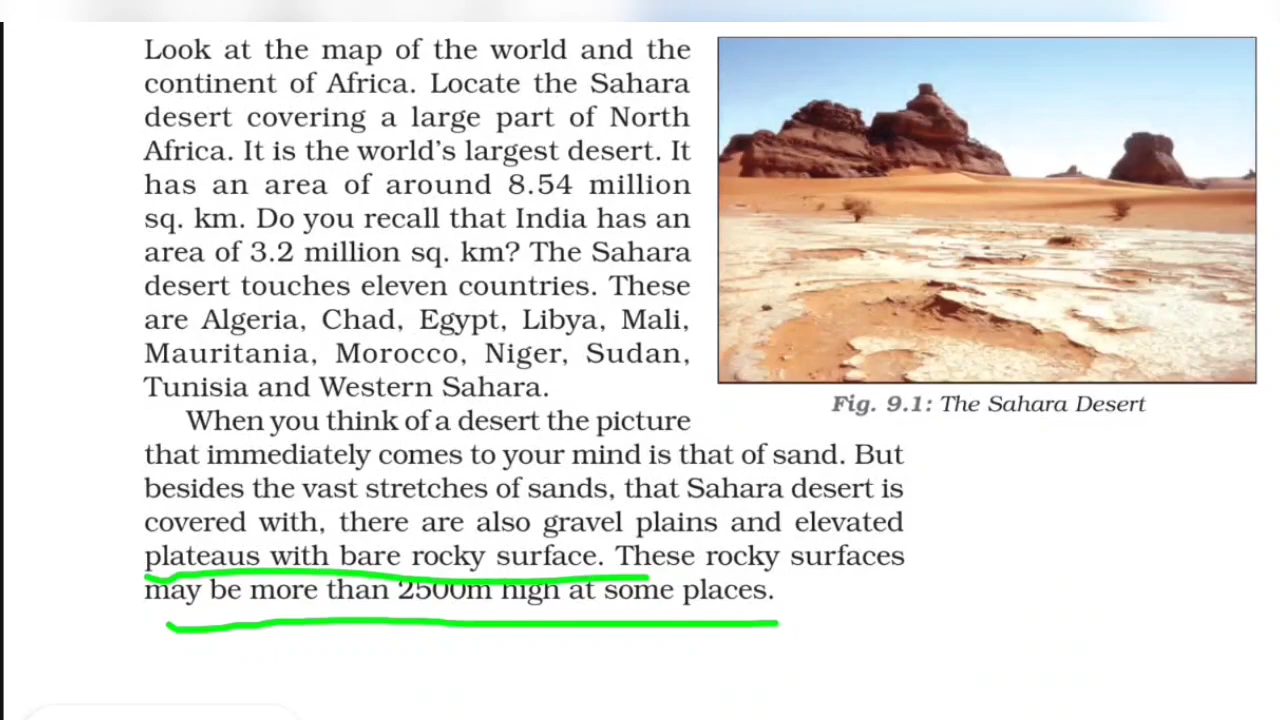 Look at the map of the world and the
continent of Africa. Locate the Sahara
desert covering a large part of North
Africa. It is the world's largest desert. It
has an area of around 8.54 million
sq. km. Do you recall that India has an
area of 3.2 million sq. km? The Sahara
desert touches eleven countries. These
are Algeria, Chad, Egypt, Libya, Mali,
Mauritania, Morocco, Niger, Sudan,
Tunisia and Western Sahara.
When you think of a desert the picture
that immediately comes to your mind is that of sand. But
besides the vast stretches of sands, that Sahara desert is
covered with, there are also gravel plains and elevated
plateaus with bare rocky surface. These rocky surfaces
may be more than 2500m high at some places.
Fig. 9.1: The Sahara Desert